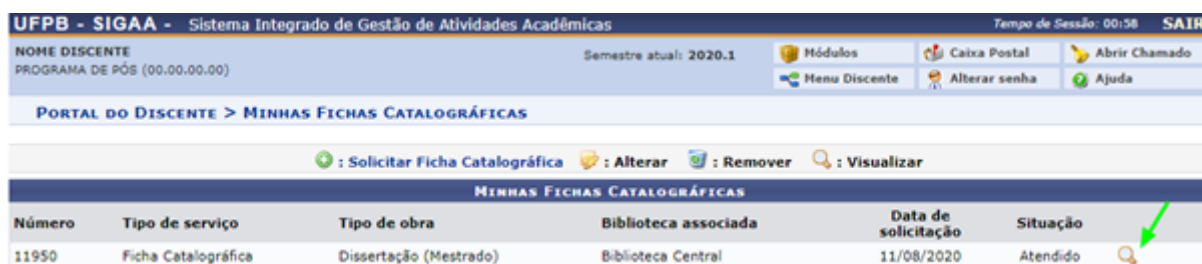 UFPB - SIGAA - Sistema Integrado de Gestão de Atividades Acadêmicas Tempo de Sessão: 00:58 SAIR
NOME DISCENTE Semestre atual: 2020.1 Módulos Caixa Postal Abrir Chamado
PROGRAMA DE PÓS (00.00.00.00) Menu Discente Alterar senha Ajuda
PORTAL DO DISCENTE > MINHAS FICHAS CATALOGRÁFICAS
: Solicitar Ficha Catalográfica : Alterar : Remover : Visualizar
MINHAS FICHAS CATALOGRÁFICAS
Número Tipo de serviço Tipo de obra Biblioteca associada Data de solicitação Situação
11950 Ficha Catalográfica Dissertação (Mestrado) Biblioteca Central 11/08/2020 Atendido